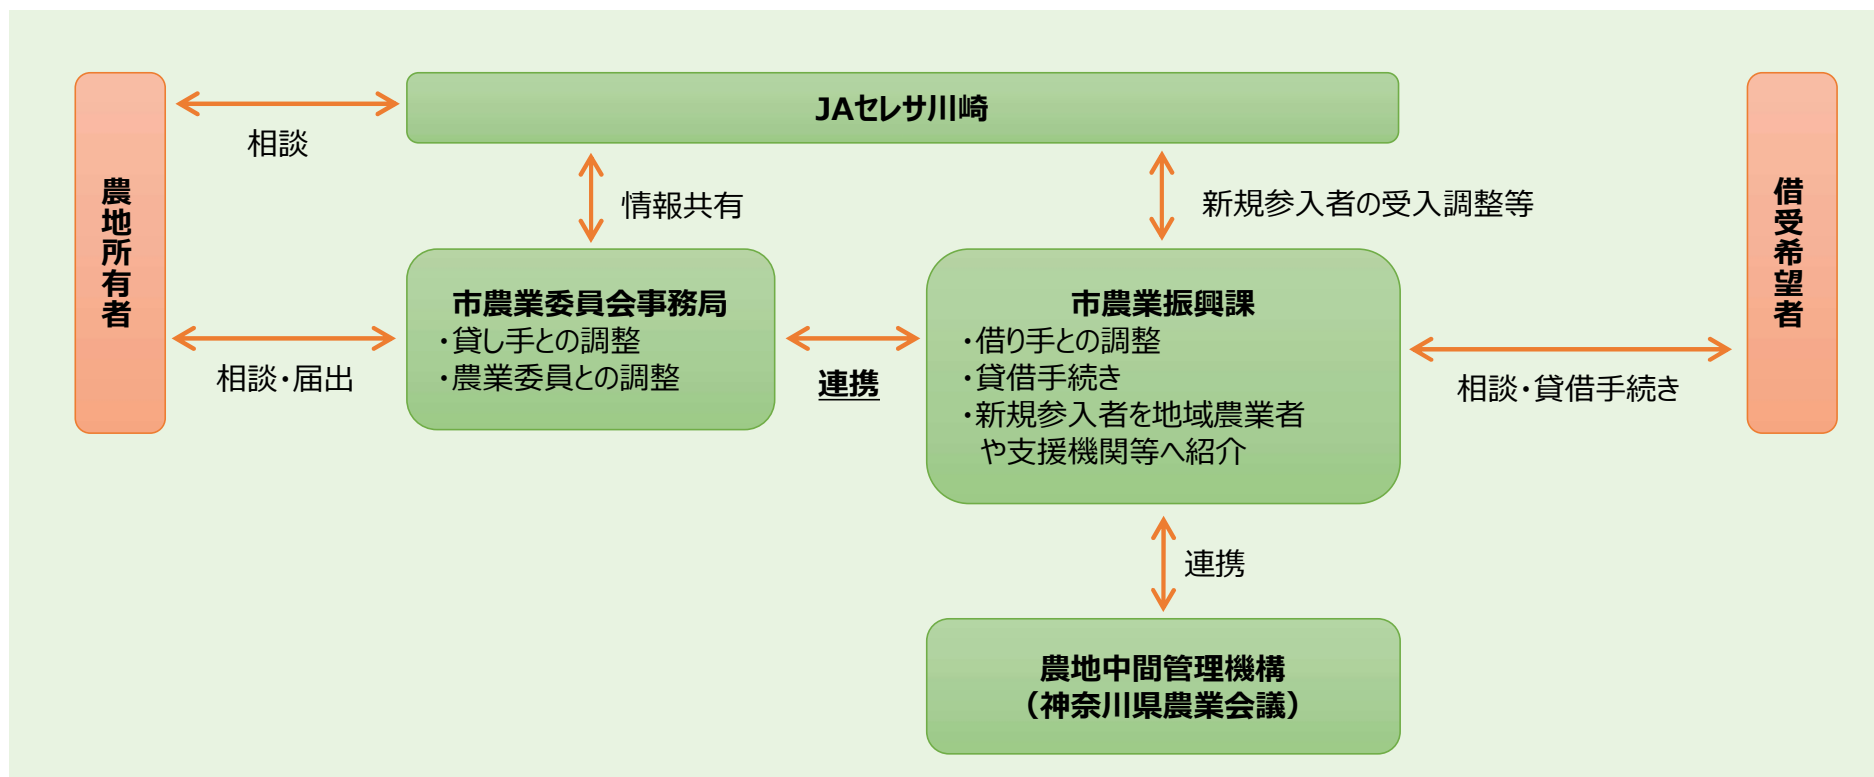 JAセレサ川崎
相談
農地所有者
借受希望者
情報共有
新規参入者の受入調整等
市農業委員会事務局
・貸し手との調整
・農業委員との調整
市農業振興課
・借り手との調整
・貸借手続き
・新規参入者を地域農業者
や支援機関等へ紹介
相談・届出
連携
相談・貸借手続き
連携
農地中間管理機構
（神奈川県農業会議）